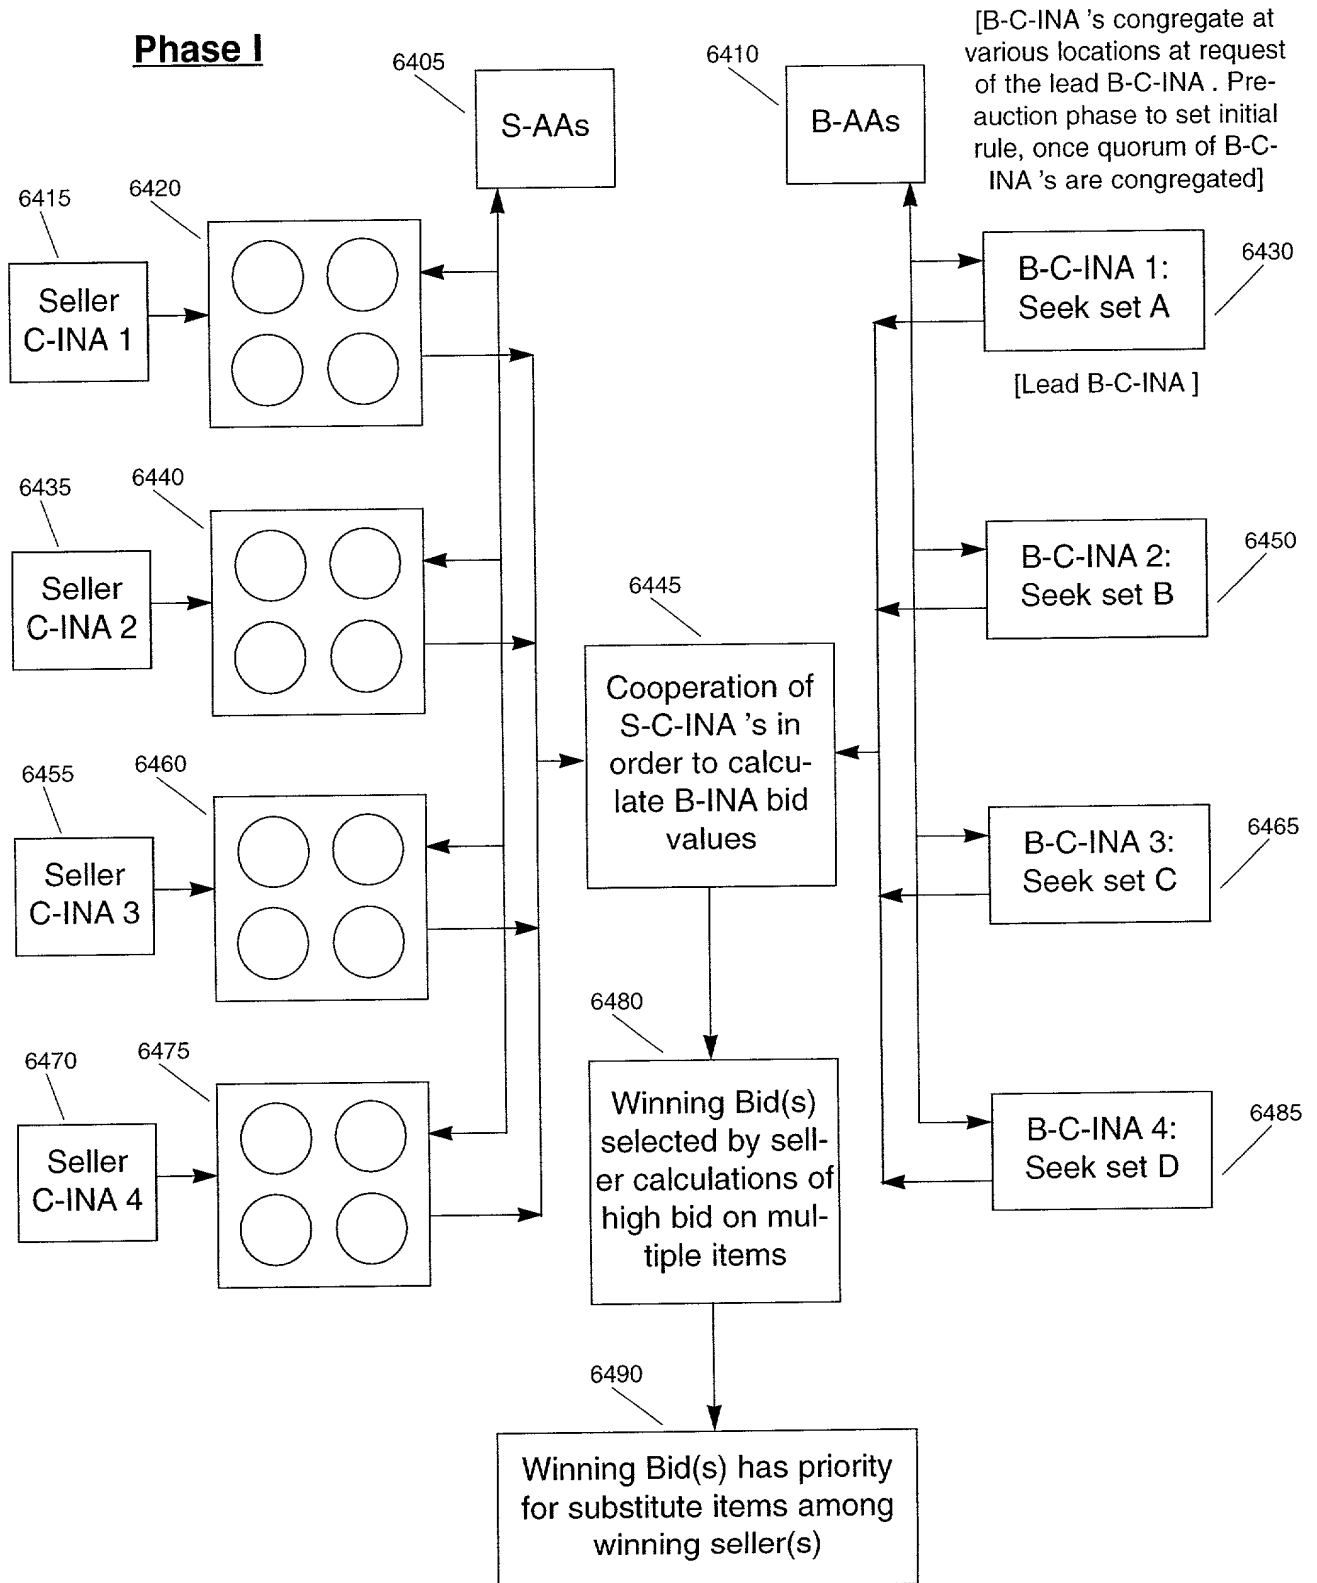 Phase I
6405
S-AAs
6410
B-AAs
[B-C-INA 's congregate at
various locations at request
of the lead B-C-INA . Pre-
auction phase to set initial
rule, once quorum of B-C-
INA 's are congregated]
6415
Seller
C-INA 1
6420
B-C-INA 1:
Seek set A
6430
[Lead B-C-INA ]
6435
Seller
C-INA 2
6440
6445
Cooperation of
S-C-INA 's in
order to calcu-
late B-INA bid
values
B-C-INA 2:
Seek set B
6450
6455
Seller
C-INA 3
6460
B-C-INA 3:
Seek set C
6465
6470
Seller
C-INA 4
6475
6480
Winning Bid(s)
selected by sell-
er calculations of
high bid on mul-
tiple items
B-C-INA 4:
Seek set D
6485
6490
Winning Bid(s) has priority
for substitute items among
winning seller(s)